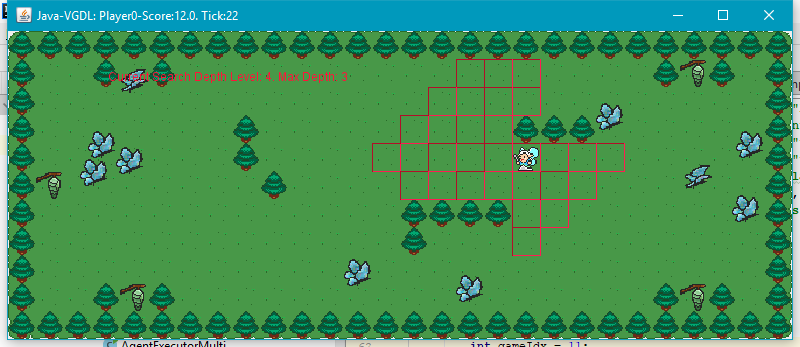 Java-VGDL: Player0-Score:12.0. Tick:22
Current Search Depth Level: 4. Max Depth: 3
AgentExecutorMulti
int gameIdx = 11;